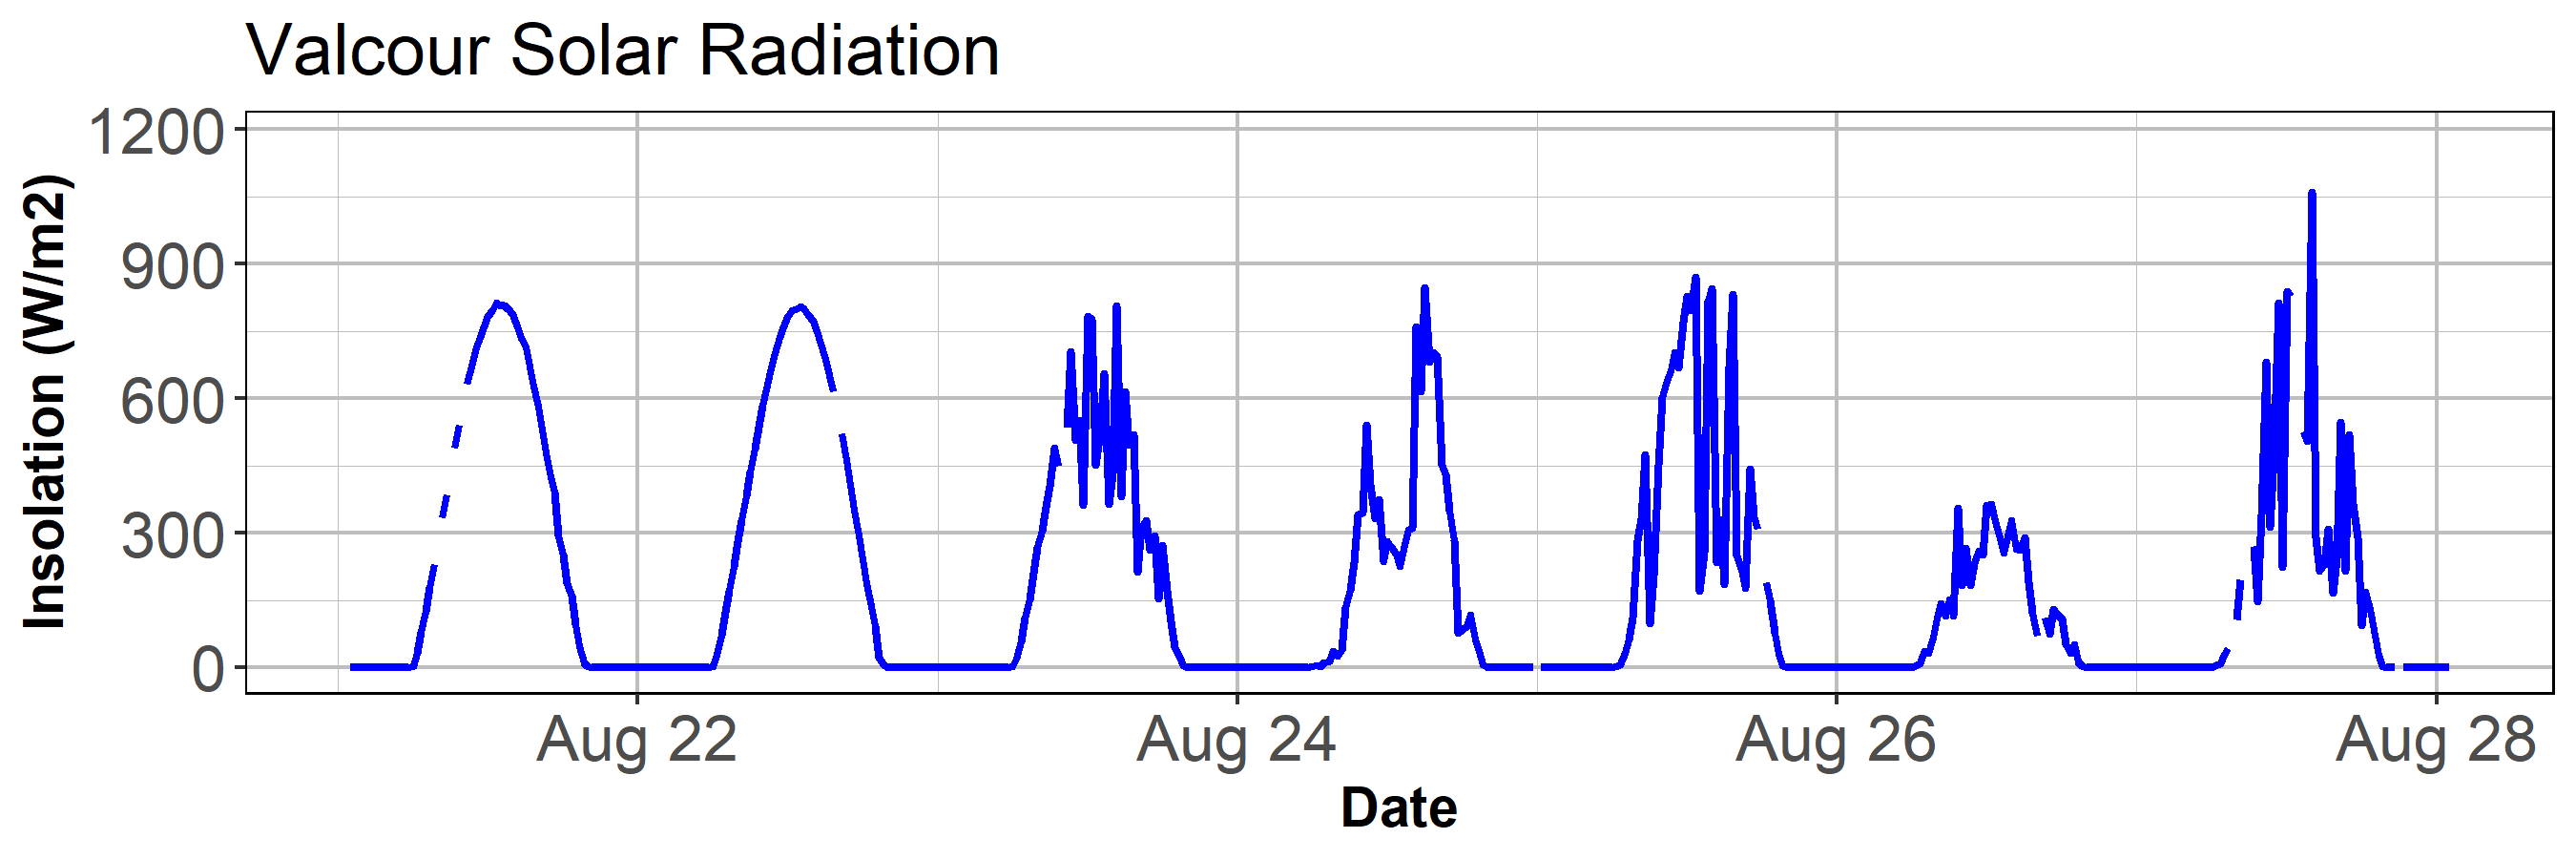 Valcour Solar Radiation
Insolation (W/m2)
1200
900
600
300
0
Aug 22
Aug 24
Aug 26
Aug 28
Date